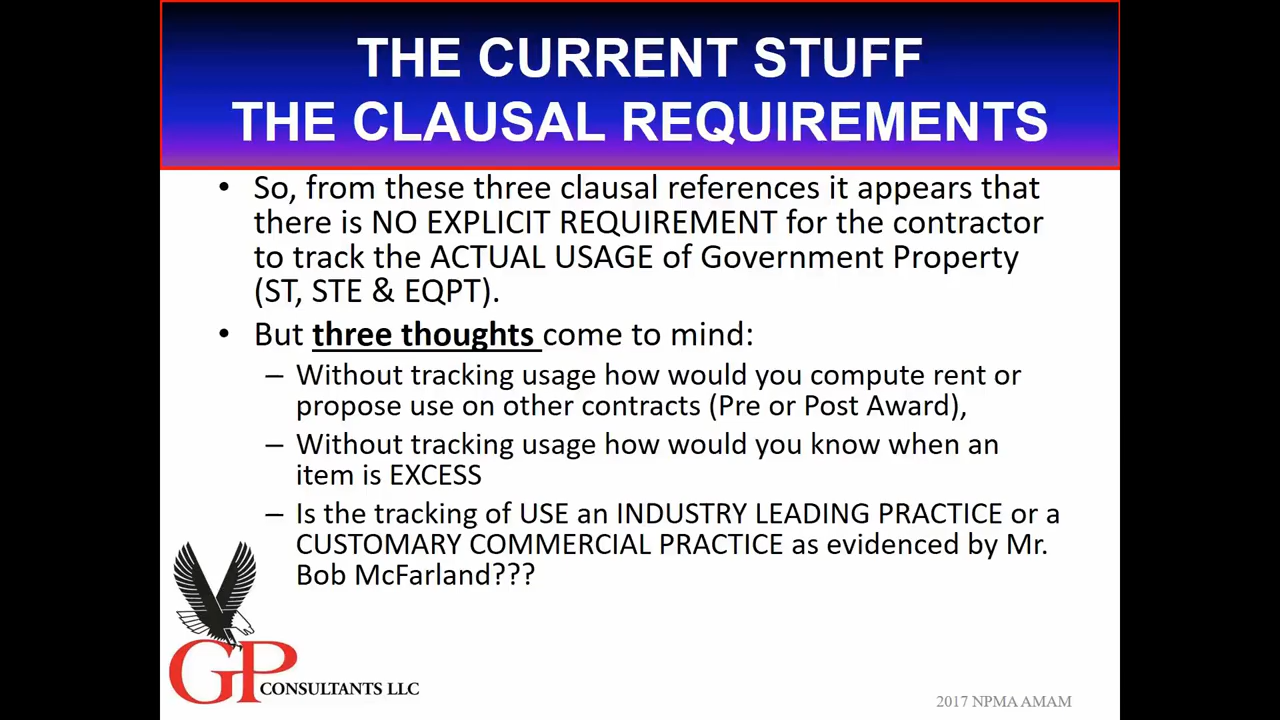 THE CURRENT STUFF
THE CLAUSAL REQUIREMENTS
• So, from these three clausal references it appears that
there is NO EXPLICIT REQUIREMENT for the contractor
to track the ACTUAL USAGE of Government Property
(ST, STE & EQPT).
• But three thoughts come to mind:
– Without tracking usage how would you compute rent or
propose use on other contracts (Pre or Post Award),
– Without tracking usage how would you know when an
item is EXCESS
– Is the tracking of USE an INDUSTRY LEADING PRACTICE or a
CUSTOMARY COMMERCIAL PRACTICE as evidenced by Mr.
Bob McFarland???
GP CONSULTANTS LLC
2017 NPMA AMAM